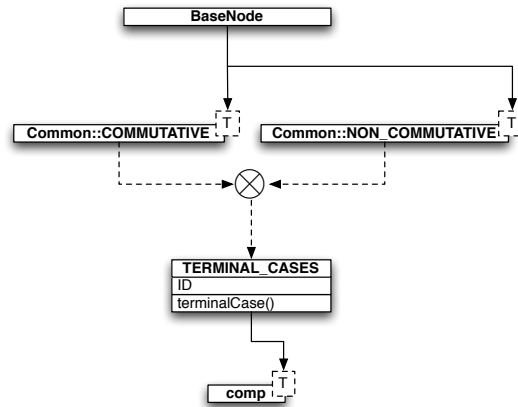 BaseNode
T
T
Common::COMMUTATIVE
Common::NON_COMMUTATIVE
TERMINAL_CASES
ID
terminalCase()
T
comp